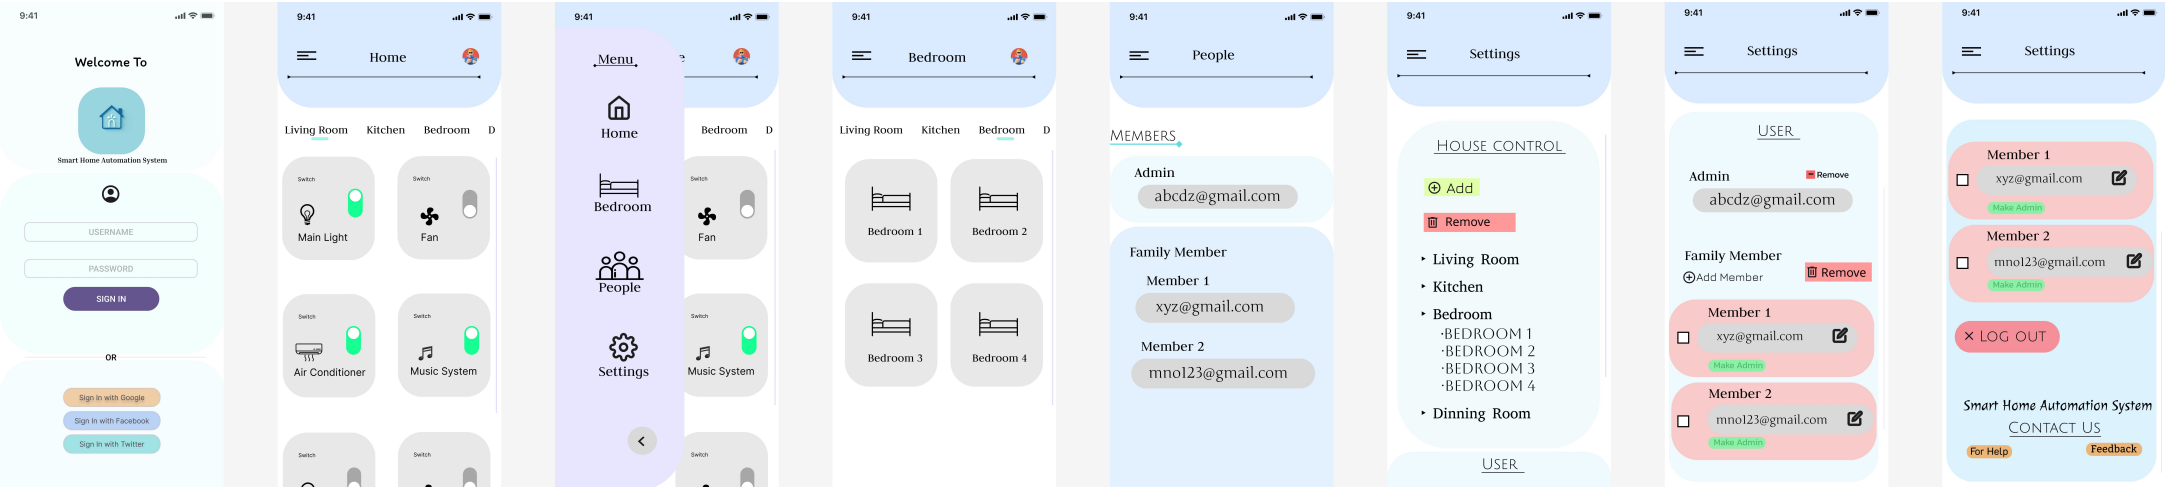 9:41
Welcome To
Smart Home Automation System
USERNAME
PASSWORD
SIGN IN
OR
Sign In with Google
Sign In with Facebook
Sign In with Twitter
9:41
Home
Living Room Kitchen Bedroom D
Switch Switch
Main Light Fan
Switch Switch
Air Conditioner Music System
Switch Switch
9:41
Menu e
Home
Bedroom
People
Settings
Bedroom D
Switch
Fan
Switch
Music System
Switch
9:41
Bedroom
Living Room Kitchen Bedroom D
Bedroom 1 Bedroom 2
Bedroom 3 Bedroom 4
9:41
People
Members
Admin
abcdz@gmail.com
Family Member
Member 1
xyz@gmail.com
Member 2
mno123@gmail.com
9:41
Settings
House control
Add
Remove
‣ Living Room
‣ Kitchen
‣ Bedroom
·Bedroom 1
·Bedroom 2
·Bedroom 3
·Bedroom 4
‣ Dinning Room
User
9:41
Settings
User
Admin Remove
abcdz@gmail.com
Family Member
Add Member Remove
Member 1
xyz@gmail.com
Make Admin
Member 2
mno123@gmail.com
Make Admin
9:41
Settings
Member 1
xyz@gmail.com
Make Admin
Member 2
mno123@gmail.com
Make Admin
× Log out
Smart Home Automation System
Contact Us
For Help Feedback